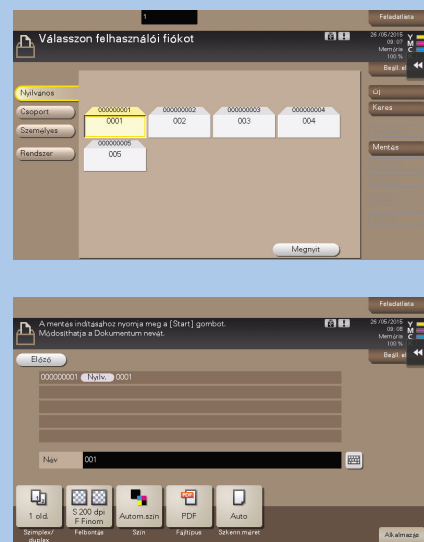 1
Feladatlista
Válasszon felhasználói fiókot
26/05/2015
09:07
Memória
100 %
Y
M
C
Beáll. el
Nyilvános
Csoport
Személyes
Rendszer
000000001
0001
000000002
002
000000003
003
000000004
004
000000005
005
Új
Keres
Mentés
Megnyit
Feladatlista
A mentés indításához nyomja meg a [Start] gombot.
Módosíthatja a Dokumentum nevét.
26/05/2015
09:08
Memória
100 %
Y
M
C
Beáll. el
Előző
000000001 Nyilv. 0001
Név 001
1 old.
S 200 dpi
F Finom
Autom.szín
PDF
Auto
Szimplex/
duplex
Felbontás
Szín
Fájltípus
Szkenn.méret
Alkalmazás